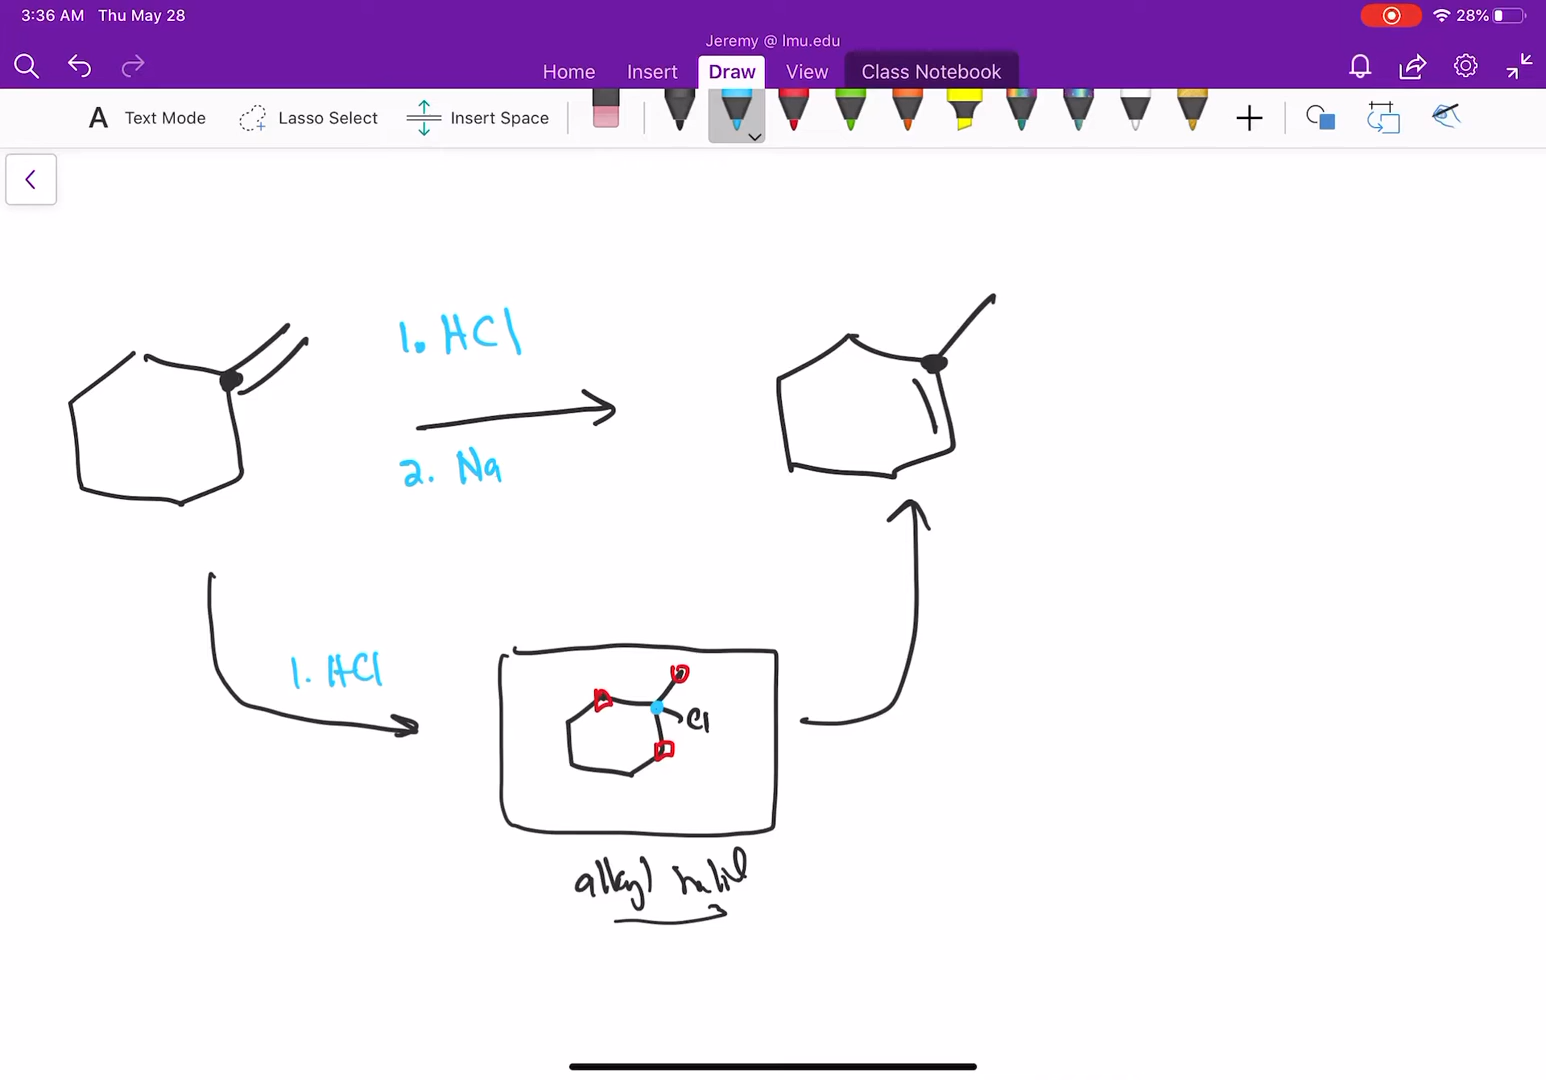 3:36 AM Thu May 28
28%
Jeremy @ lmu.edu
Home Insert Draw View Class Notebook
A Text Mode Lasso Select Insert Space
1. HCl
2. Na
1. HCl
Cl
alkyl